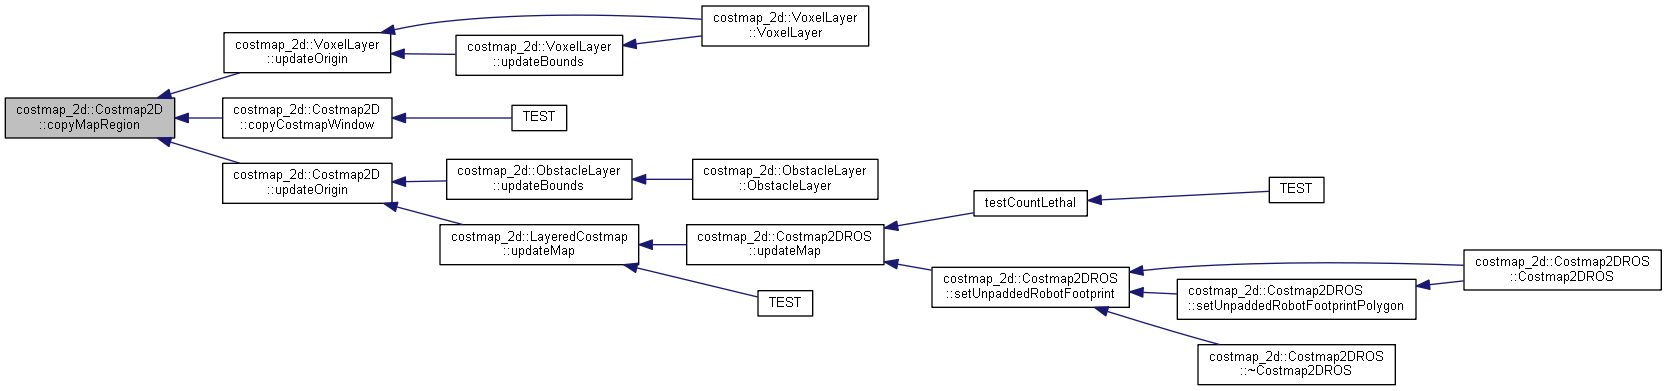 costmap_2d::Costmap2D
::copyMapRegion
costmap_2d::VoxelLayer
::updateOrigin
costmap_2d::VoxelLayer
::updateBounds
costmap_2d::VoxelLayer
::VoxelLayer
costmap_2d::Costmap2D
::copyCostmapWindow
TEST
costmap_2d::Costmap2D
::updateOrigin
costmap_2d::ObstacleLayer
::updateBounds
costmap_2d::ObstacleLayer
::ObstacleLayer
costmap_2d::LayeredCostmap
::updateMap
costmap_2d::Costmap2DROS
::updateMap
TEST
testCountLethal
TEST
costmap_2d::Costmap2DROS
::setUnpaddedRobotFootprint
costmap_2d::Costmap2DROS
::setUnpaddedRobotFootprintPolygon
costmap_2d::Costmap2DROS
::Costmap2DROS
costmap_2d::Costmap2DROS
::~Costmap2DROS